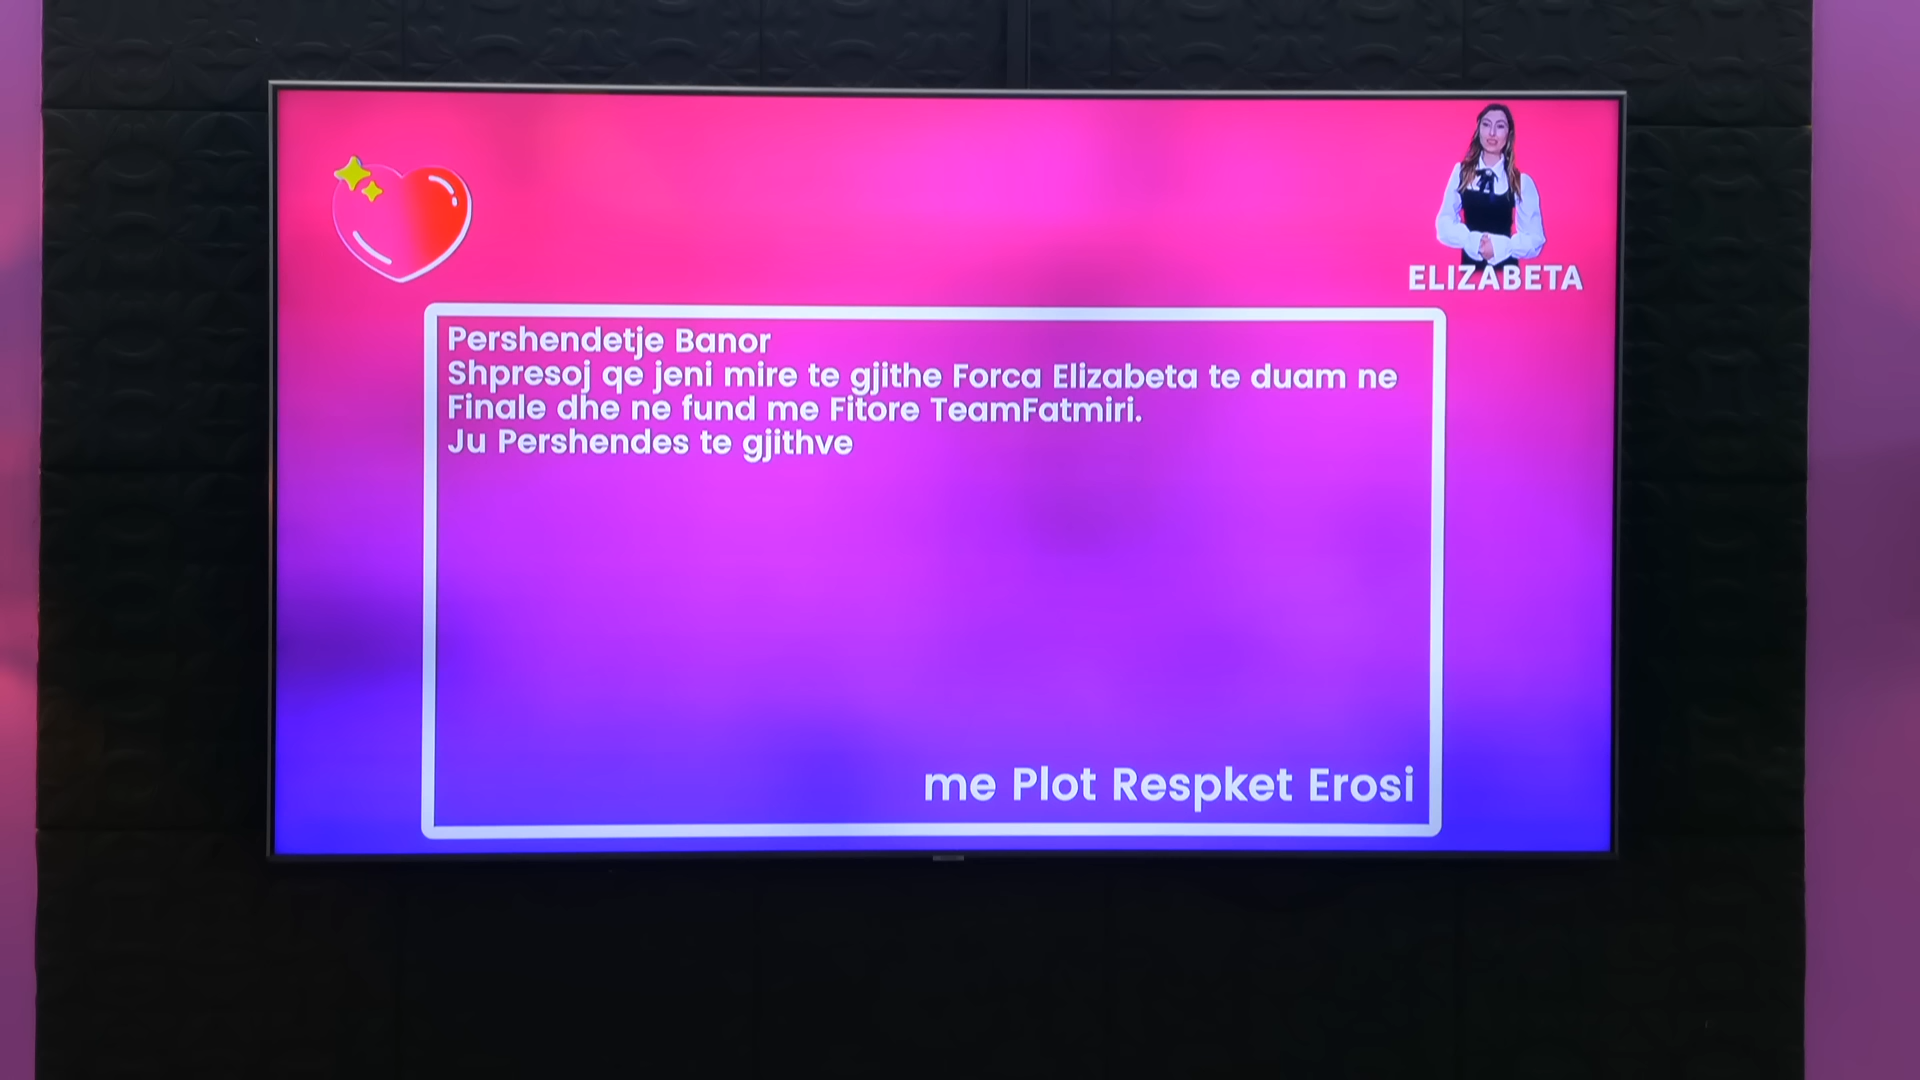 ELIZABETA
Pershendetje Banor
Shpresoj qe jeni mire te gjithe Forca Elizabeta te duam ne
Finale dhe ne fund me Fitore TeamFatmiri.
Ju Pershendes te gjithve
me Plot Respket Erosi